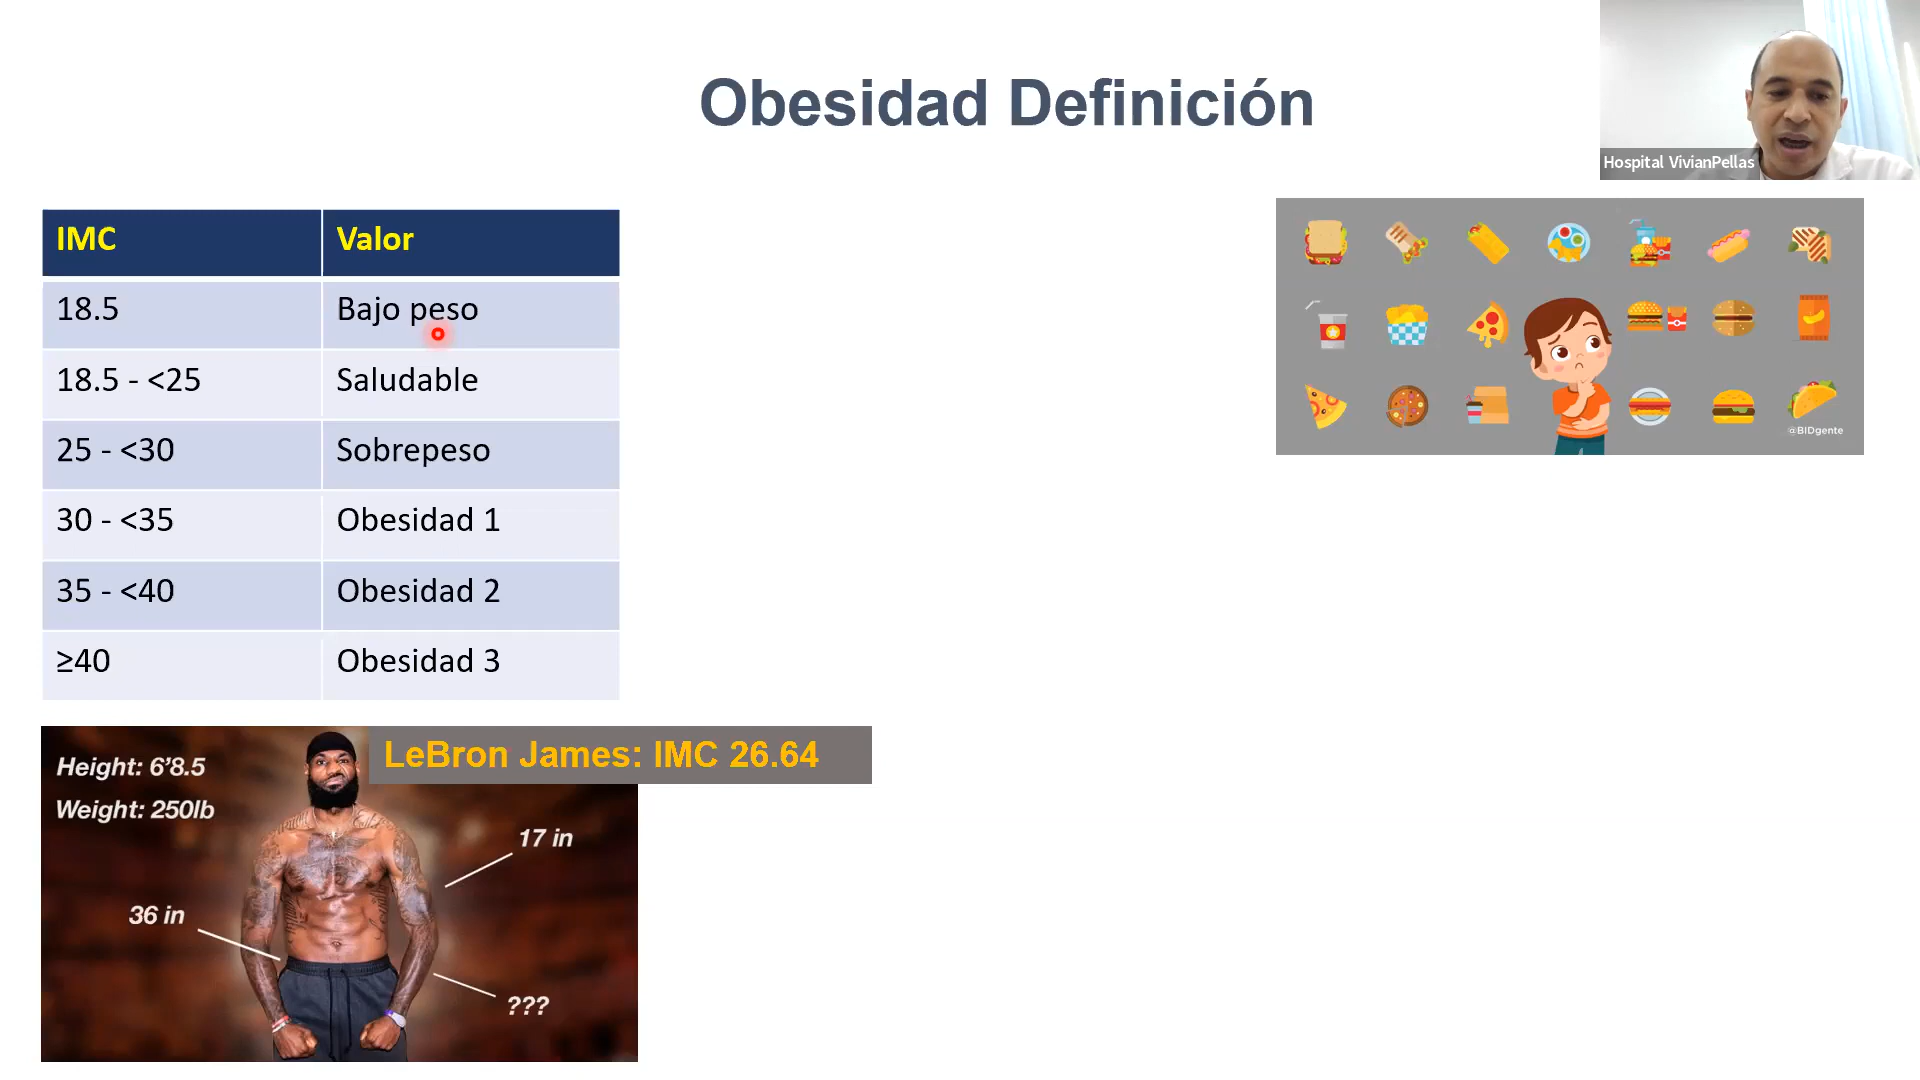 Obesidad Definición
Hospital VivianPellas
IMC Valor
18.5 Bajo peso
18.5 - <25 Saludable
25 - <30 Sobrepeso
30 - <35 Obesidad 1
35 - <40 Obesidad 2
≥40 Obesidad 3
@BIDgente
LeBron James: IMC 26.64
Height: 6'8.5
Weight: 250lb
17 in
36 in
???